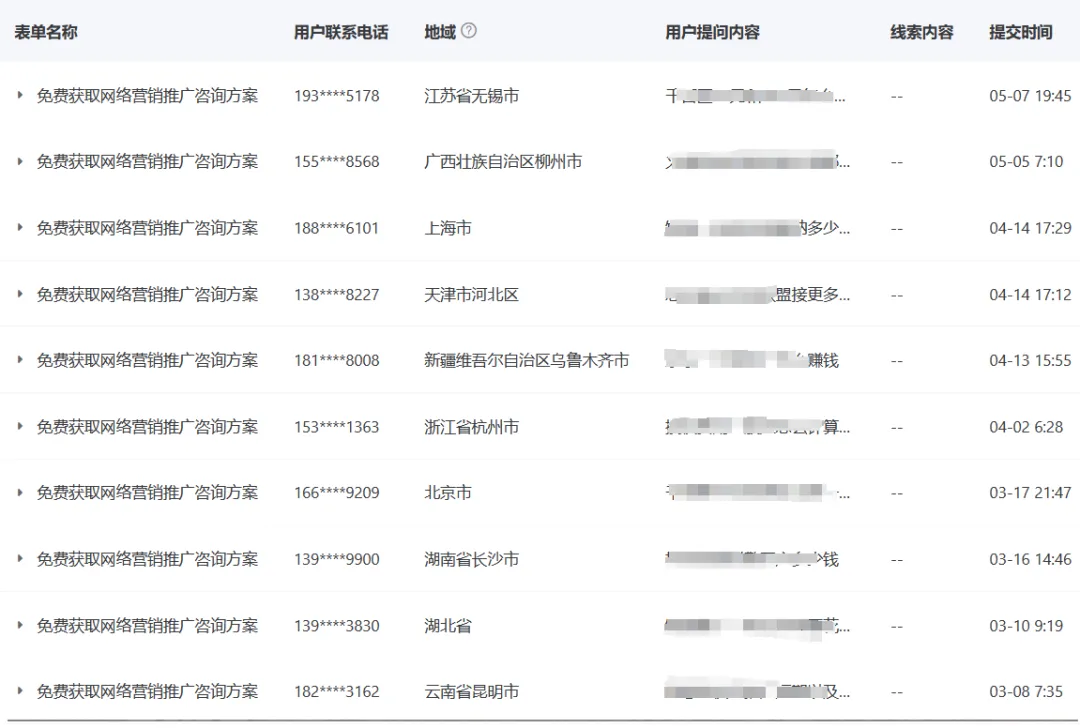 表单名称 用户联系电话 地域 ? 用户提问内容 线索内容 提交时间
免费获取网络营销推广咨询方案 193****5178 江苏省无锡市 ... -- 05-07 19:45
免费获取网络营销推广咨询方案 155****8568 广西壮族自治区柳州市 ... -- 05-05 7:10
免费获取网络营销推广咨询方案 188****6101 上海市 多少... -- 04-14 17:29
免费获取网络营销推广咨询方案 138****8227 天津市河北区 盟接更多... -- 04-14 17:12
免费获取网络营销推广咨询方案 181****8008 新疆维吾尔自治区乌鲁木齐市 赚钱 -- 04-13 15:55
免费获取网络营销推广咨询方案 153****1363 浙江省杭州市 算... -- 04-02 6:28
免费获取网络营销推广咨询方案 166****9209 北京市 ... -- 03-17 21:47
免费获取网络营销推广咨询方案 139****9900 湖南省长沙市 钱 -- 03-16 14:46
免费获取网络营销推广咨询方案 139****3830 湖北省 ... -- 03-10 9:19
免费获取网络营销推广咨询方案 182****3162 云南省昆明市 及... -- 03-08 7:35